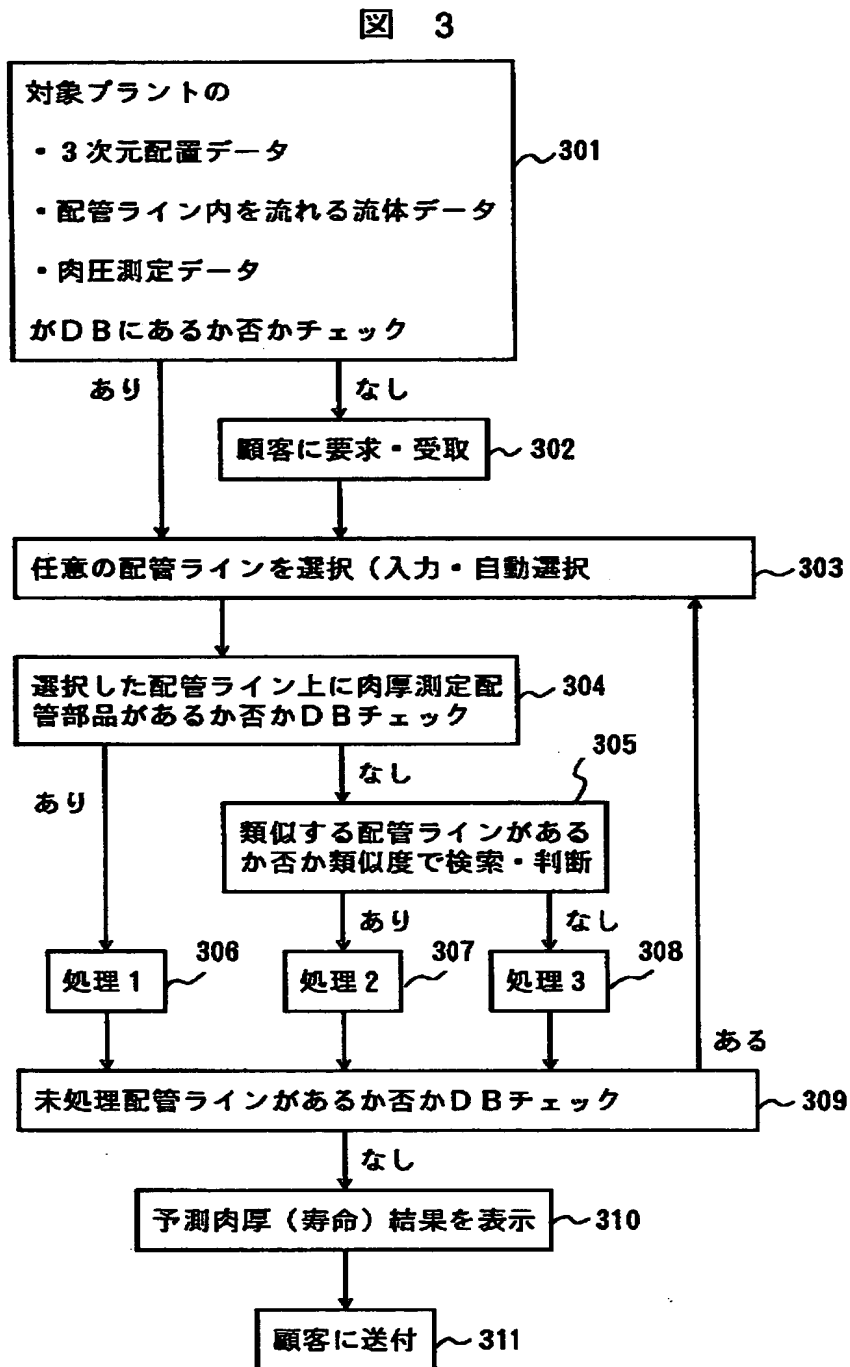 図 3
対象プラントの
・3次元配置データ
・配管ライン内を流れる流体データ
・肉圧測定データ
がDBにあるか否かチェック
301
あり
なし
顧客に要求・受取
302
任意の配管ラインを選択（入力・自動選択
303
選択した配管ライン上に肉厚測定配
管部品があるか否かDBチェック
304
あり
なし
305
類似する配管ラインがある
か否か類似度で検索・判断
あり
なし
処理1
306
処理2
307
処理3
308
ある
未処理配管ラインがあるか否かDBチェック
309
なし
予測肉厚（寿命）結果を表示
310
顧客に送付
311